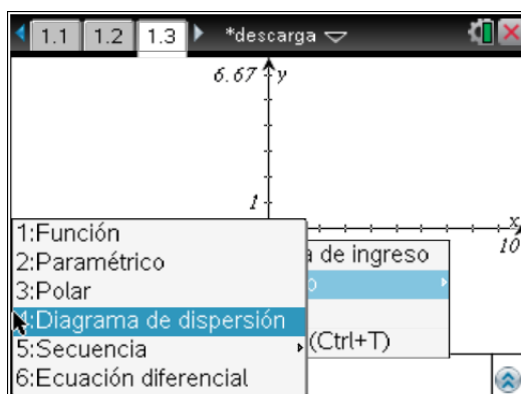 1.1 1.2 1.3 *descarga
6.67 y
1
x
10
1:Función
2:Paramétrico
3:Polar
4:Diagrama de dispersión
5:Secuencia
6:Ecuación diferencial
de ingreso
(Ctrl+T)